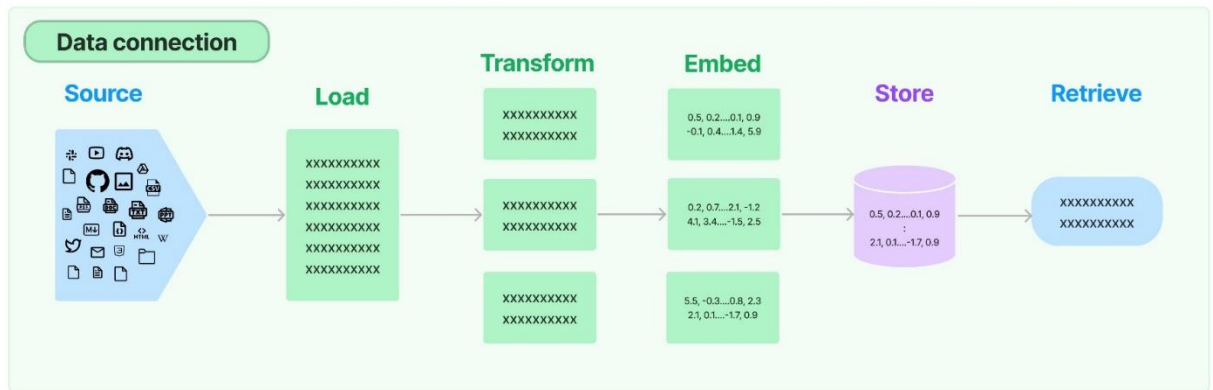 Data connection
Source
Load
Transform
Embed
Store
Retrieve
CSV
TXT
M↓
HTML
W
XXXXXXXXXX
XXXXXXXXXX
XXXXXXXXXX
XXXXXXXXXX
XXXXXXXXXX
XXXXXXXXXX
XXXXXXXXXX
XXXXXXXXXX
XXXXXXXXXX
XXXXXXXXXX
XXXXXXXXXX
XXXXXXXXXX
XXXXXXXXXX
0.5, 0.2....0.1, 0.9
-0.1, 0.4....1.4, 5.9
0.2, 0.7....2.1, -1.2
4.1, 3.4....-1.5, 2.5
5.5, -0.3....0.8, 2.3
2.1, 0.1....-1.7, 0.9
0.5, 0.2....0.1, 0.9
:
2.1, 0.1....-1.7, 0.9
XXXXXXXXXX
XXXXXXXXXX